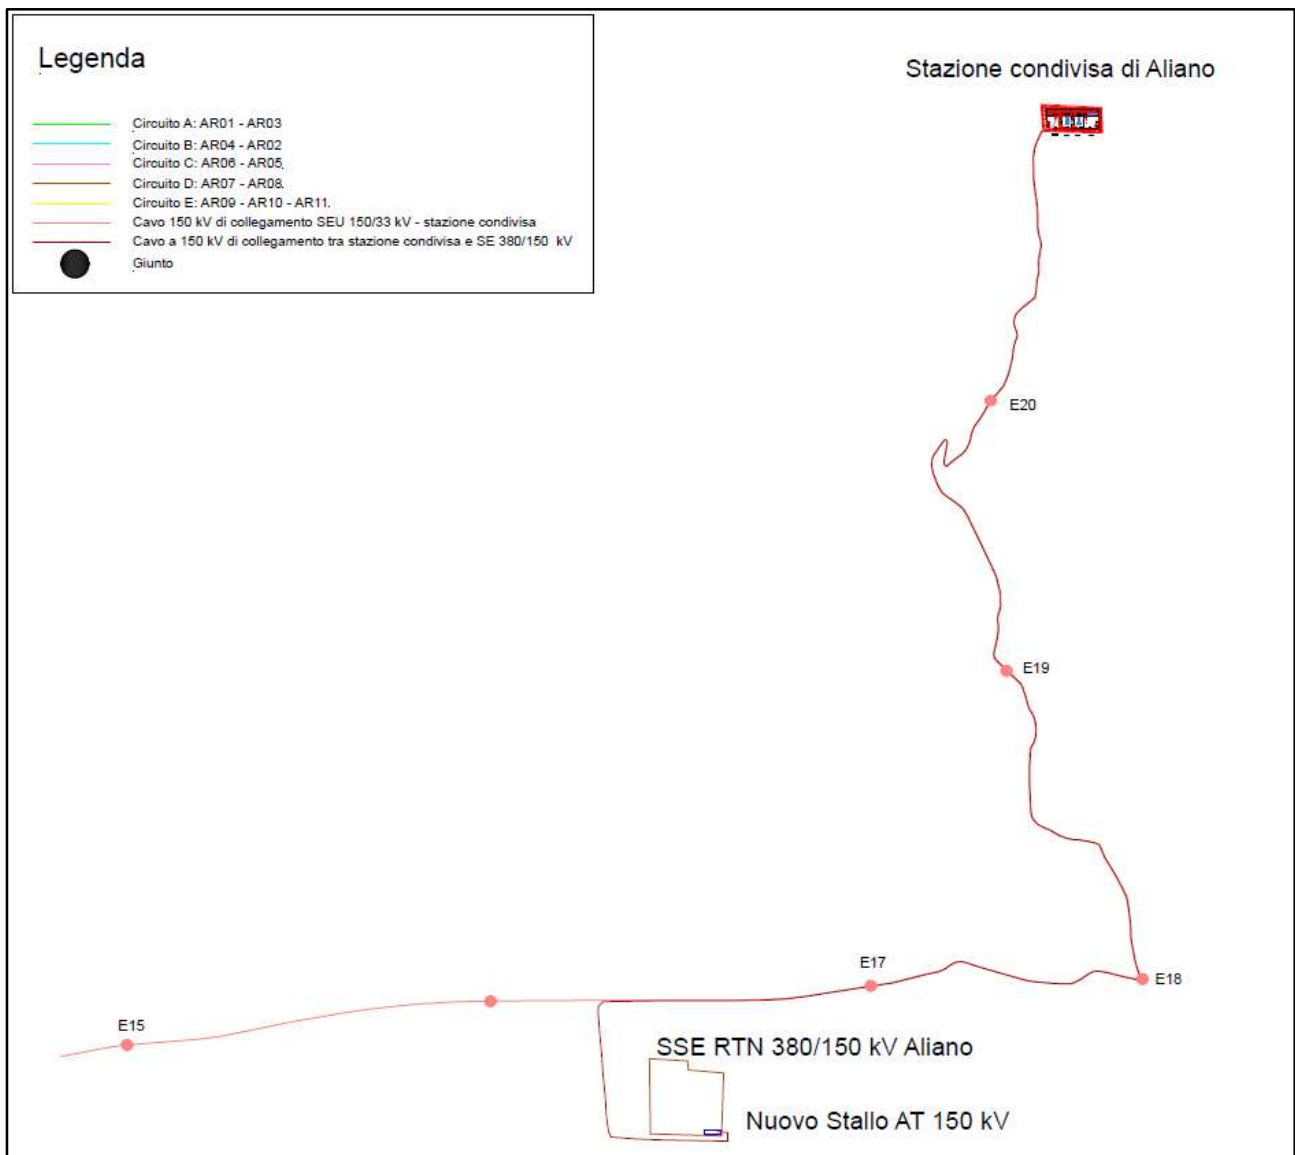 Legenda
Circuito A: AR01 - AR03
Circuito B: AR04 - AR02
Circuito C: AR06 - AR05.
Circuito D: AR07 - AR08.
Circuito E: AR09 - AR10 - AR11.
Cavo 150 kV di collegamento SEU 150/33 kV - stazione condivisa
Cavo a 150 kV di collegamento tra stazione condivisa e SE 380/150 kV
Giunto
Stazione condivisa di Aliano
E20
E19
E17
E18
E15
SSE RTN 380/150 kV Aliano
Nuovo Stallo AT 150 kV